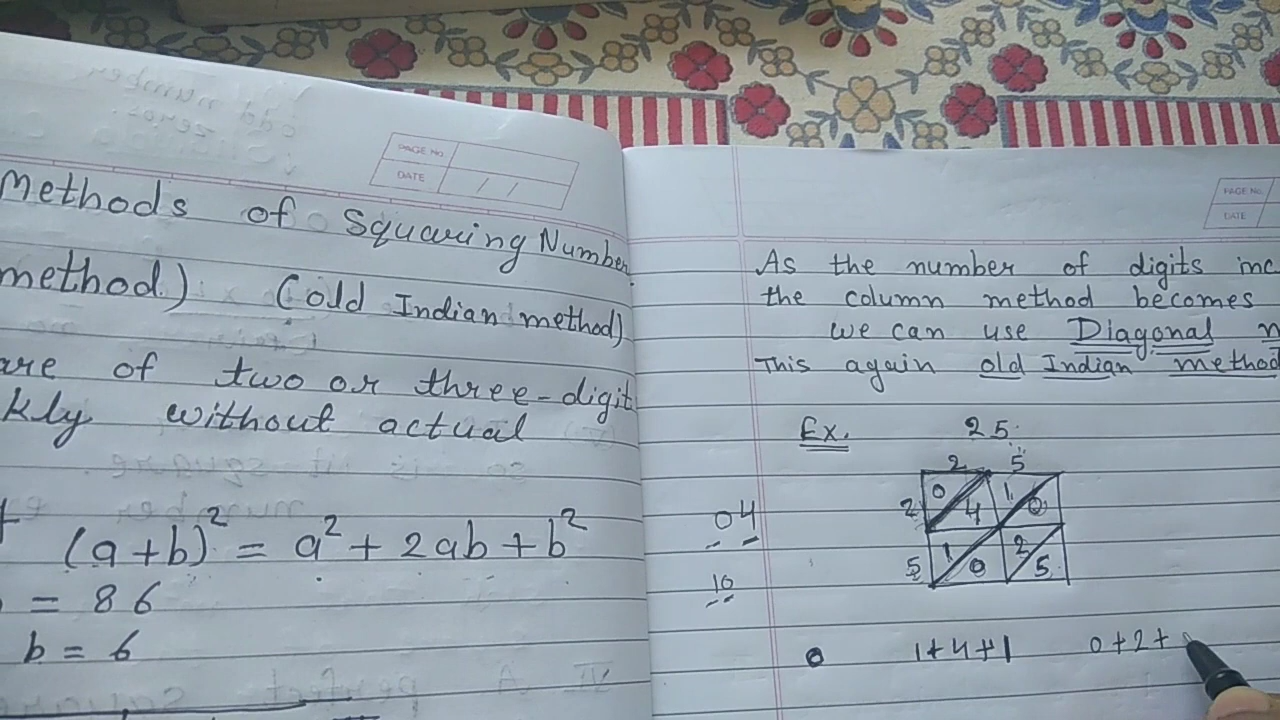 PAGE No.
DATE / /
Methods of Squaring Number
method.) (old Indian method)
of two or three-digit
without actual
(a+b)² = a² + 2ab + b²
= 86
b = 6
PAGE No.
DATE
As the number of digits
the column method becomes
we can use Diagonal
This again old Indian method
Ex. 25
2 5
2 0 4 1 0
04
5 1 0 2 5
10
0 1+4+1 0+2+